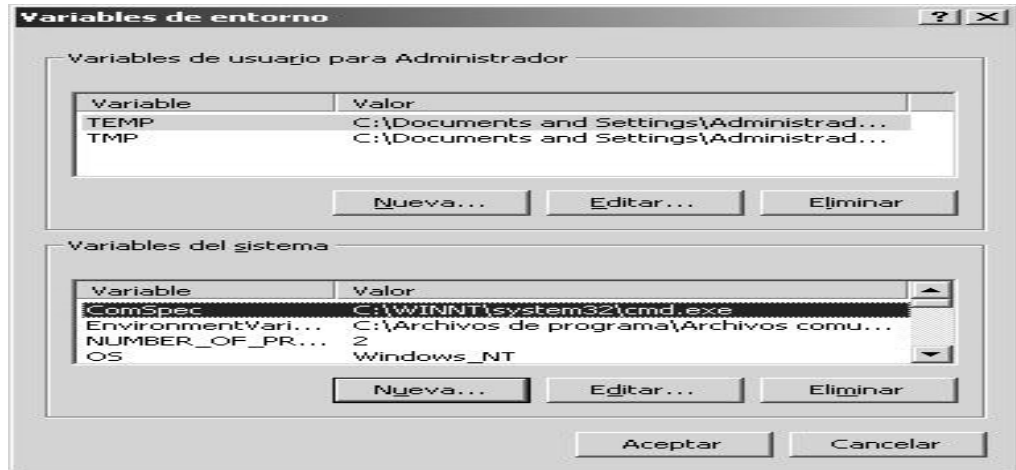 Variables de entorno
Variables de usuario para Administrador
Variable Valor
TEMP C:\Documents and Settings\Administrad...
TMP C:\Documents and Settings\Administrad...
Nueva... Editar... Eliminar
Variables del sistema
Variable Valor
ComSpec C:\WINNT\system32\cmd.exe
EnvironmentVari... C:\Archivos de programa\Archivos comu...
NUMBER_OF_PR... 2
OS Windows_NT
Nueva... Editar... Eliminar
Aceptar Cancelar